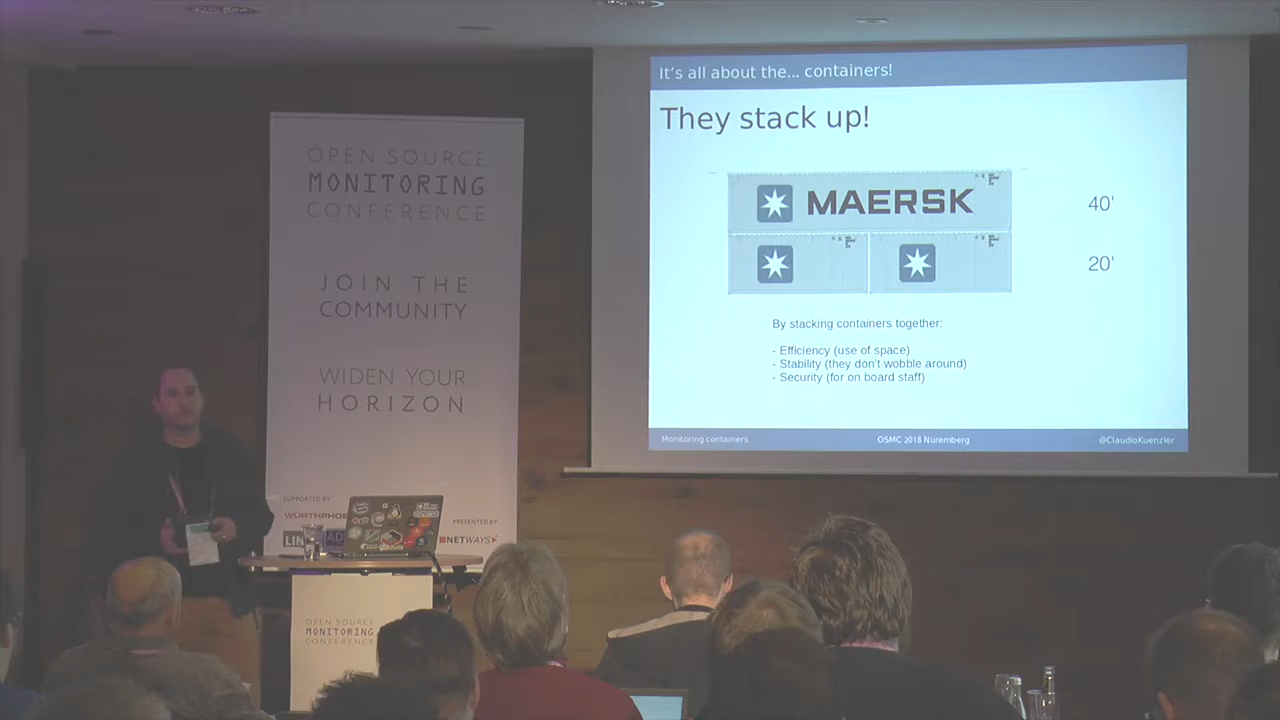 OPEN SOURCE
MONITORING
CONFERENCE
JOIN THE
COMMUNITY
WIDEN YOUR
HORIZON
SUPPORTED BY
PRESENTED BY
NETWAYS
OPEN SOURCE
MONITORING
CONFERENCE
It's all about the... containers!
They stack up!
MAERSK
40'
20'
By stacking containers together:
- Efficiency (use of space)
- Stability (they don't wobble around)
- Security (for on board staff)
Monitoring containers
OSMC 2018 Nuremberg
@ClaudioKuenzler